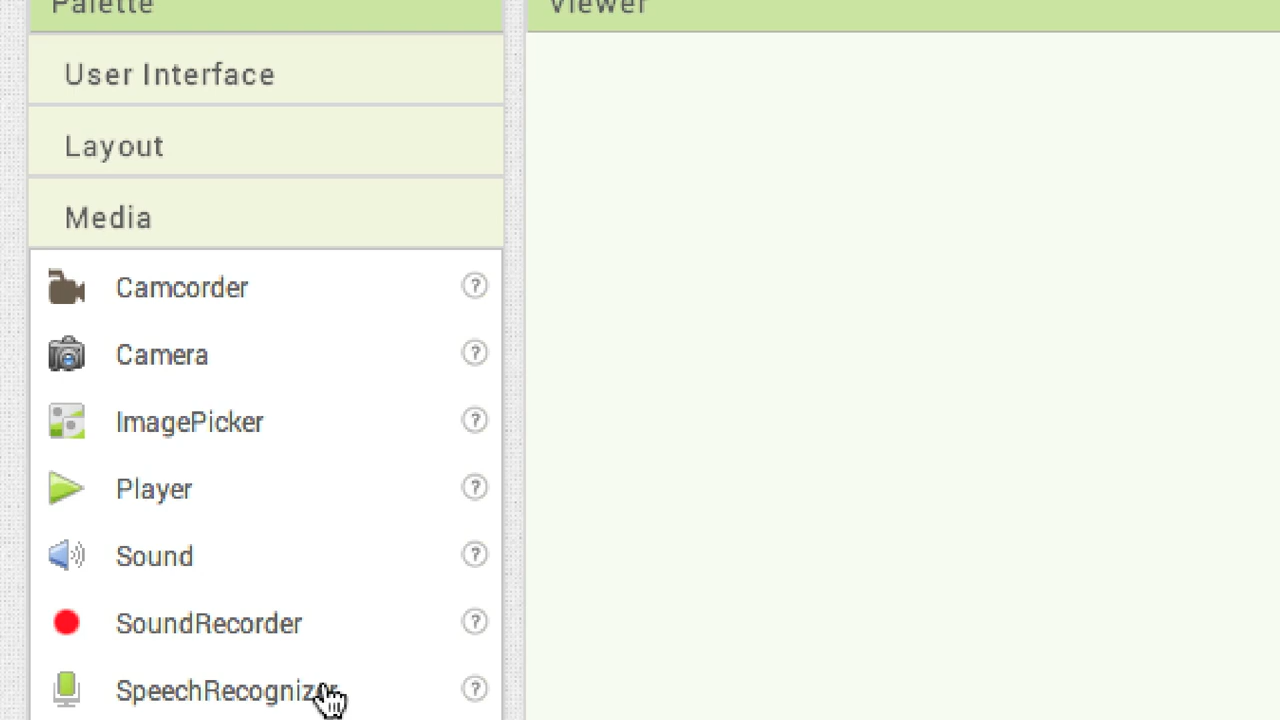 Palette
Viewer
User Interface
Layout
Media
Camcorder ?
Camera ?
ImagePicker ?
Player ?
Sound ?
SoundRecorder ?
SpeechRecognizer ?